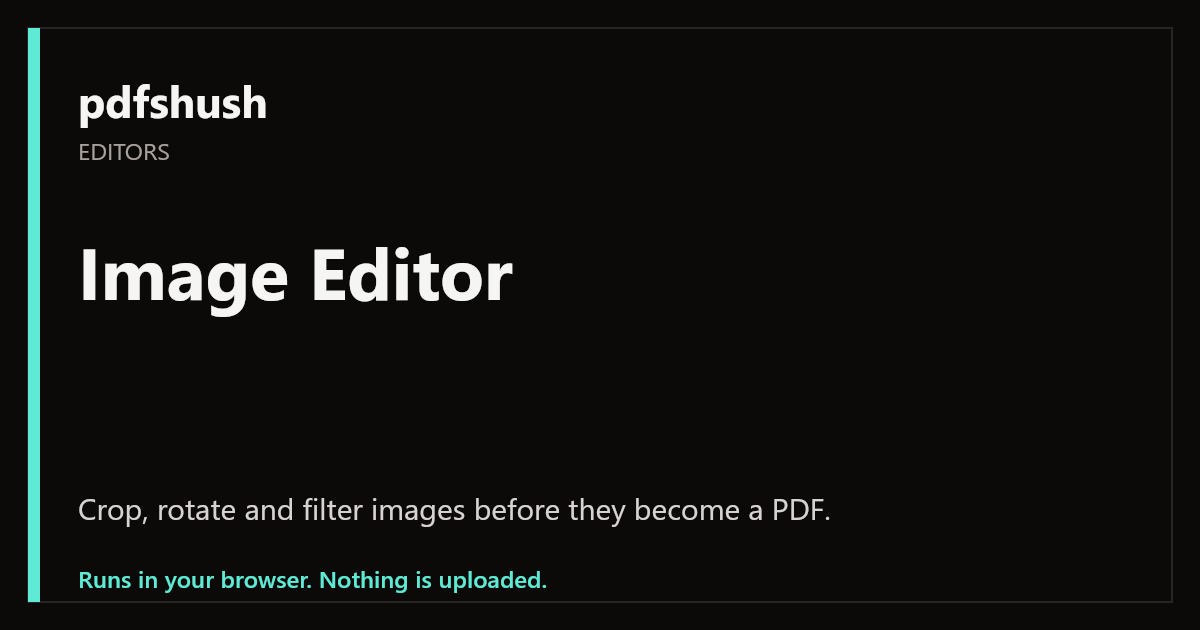 pdfshush
EDITORS
Image Editor
Crop, rotate and filter images before they become a PDF.
Runs in your browser. Nothing is uploaded.